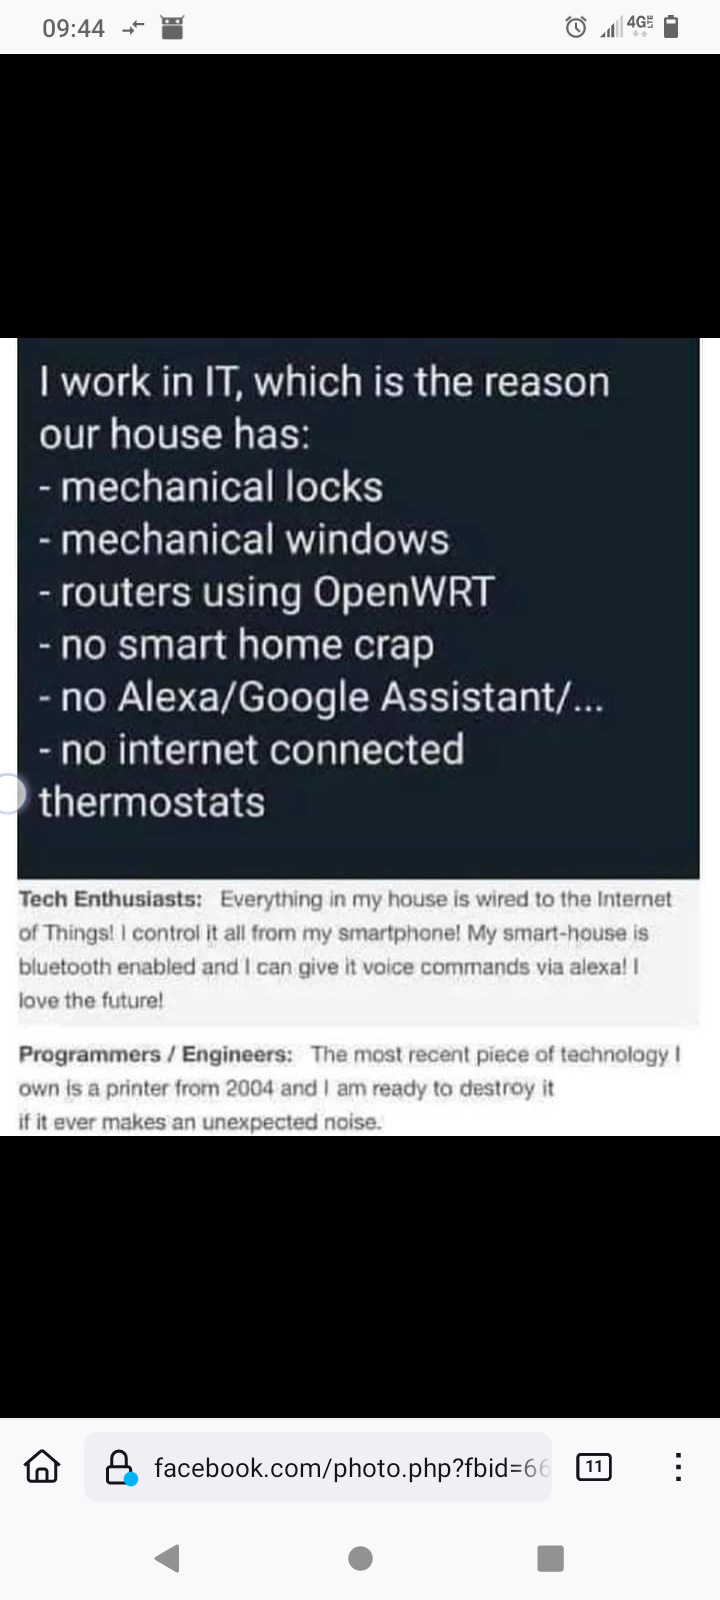 09:44
4G
I work in IT, which is the reason
our house has:
- mechanical locks
- mechanical windows
- routers using OpenWRT
- no smart home crap
- no Alexa/Google Assistant/...
- no internet connected
thermostats
Tech Enthusiasts: Everything in my house is wired to the Internet
of Things! I control it all from my smartphone! My smart-house is
bluetooth enabled and I can give it voice commands via alexa! I
love the future!
Programmers / Engineers: The most recent piece of technology I
own is a printer from 2004 and I am ready to destroy it
if it ever makes an unexpected noise.
facebook.com/photo.php?fbid=66
11